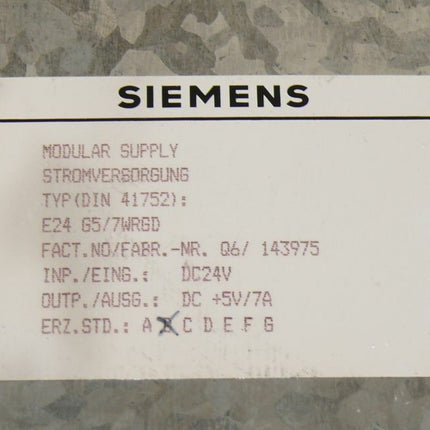 SIEMENS
MODULAR SUPPLY
STROMVERSORGUNG
TYP(DIN 41752):
E24 G5/7WRGD
FACT.NO/FABR.-NR. Q6/ 143975
INP./EING.: DC24V
OUTP./AUSG.: DC +5V/7A
ERZ.STD.: A B C D E F G